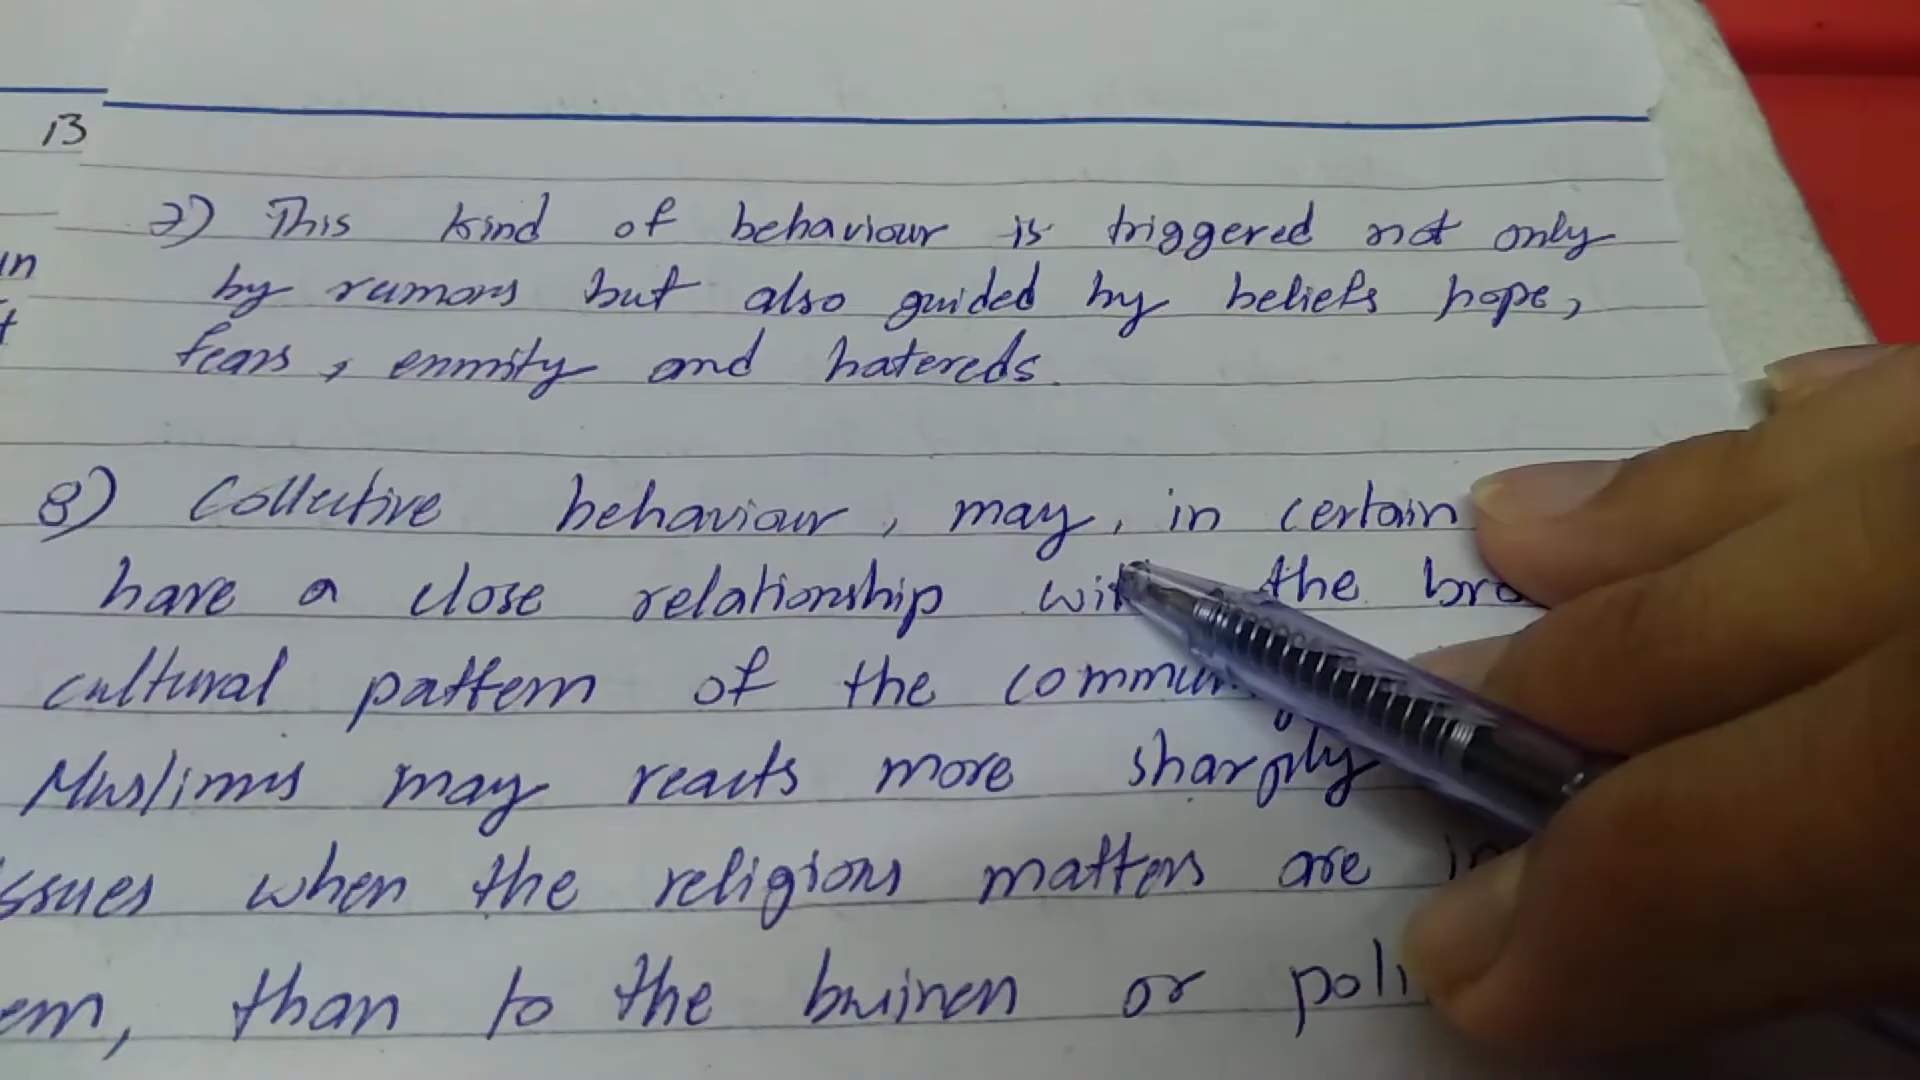 13
7) This kind of behaviour is triggered not only
by rumors but also guided by beliefs hope,
fears, enmity and hatereds.
8) Collective behaviour, may, in certain
have a close relationship the
cultural pattern of the
Muslims may reacts more sharply
issues when the religions matters are
than to the businen or